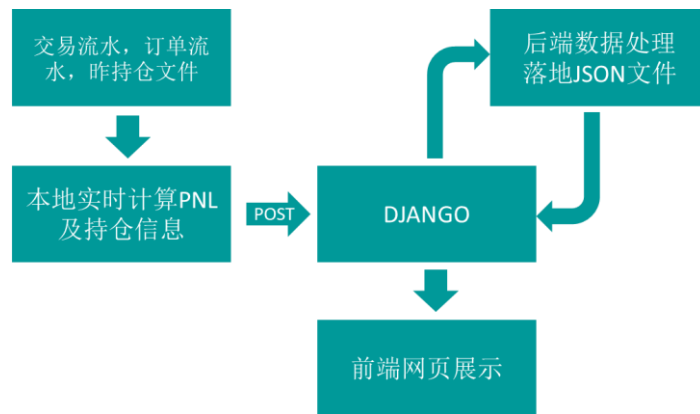 交易流水，订单流
水，昨持仓文件
后端数据处理
落地JSON文件
本地实时计算PNL
及持仓信息
POST
DJANGO
前端网页展示